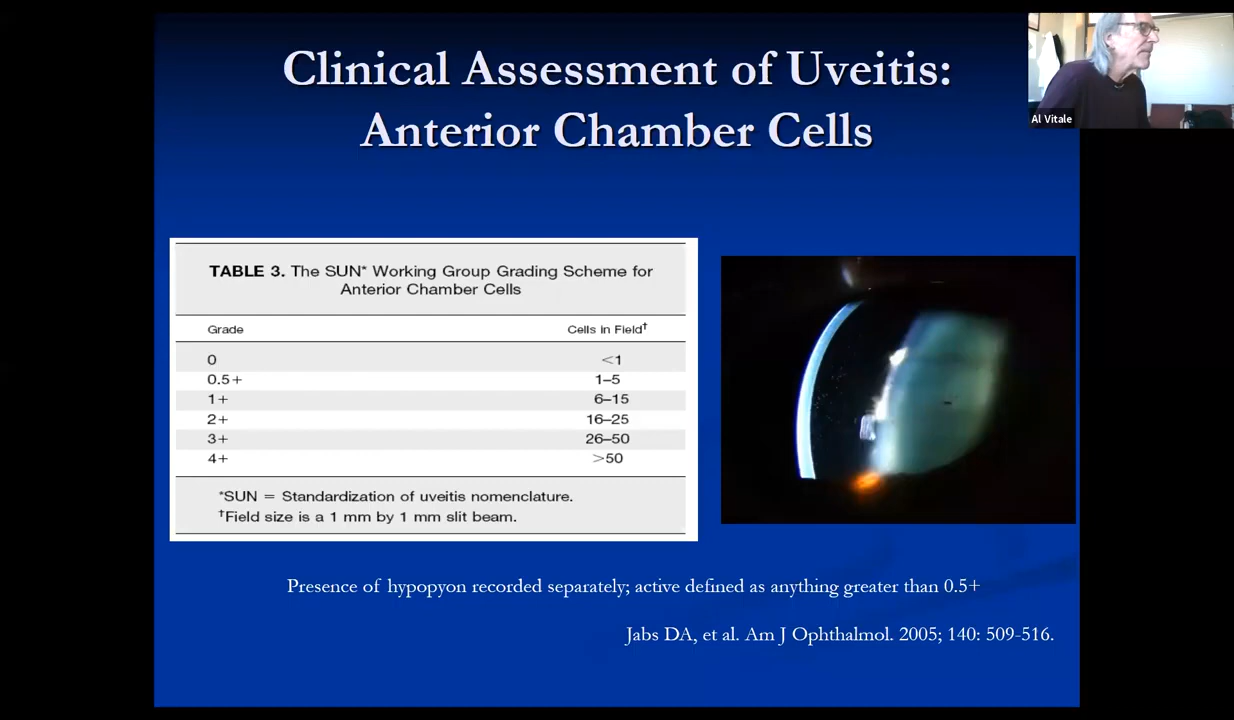 Clinical Assessment of Uveitis:
Anterior Chamber Cells
Al Vitale
TABLE 3. The SUN* Working Group Grading Scheme for
Anterior Chamber Cells
Grade Cells in Field†
0 <1
0.5+ 1–5
1+ 6–15
2+ 16–25
3+ 26–50
4+ >50
*SUN = Standardization of uveitis nomenclature.
†Field size is a 1 mm by 1 mm slit beam.
Presence of hypopyon recorded separately; active defined as anything greater than 0.5+
Jabs DA, et al. Am J Ophthalmol. 2005; 140: 509-516.